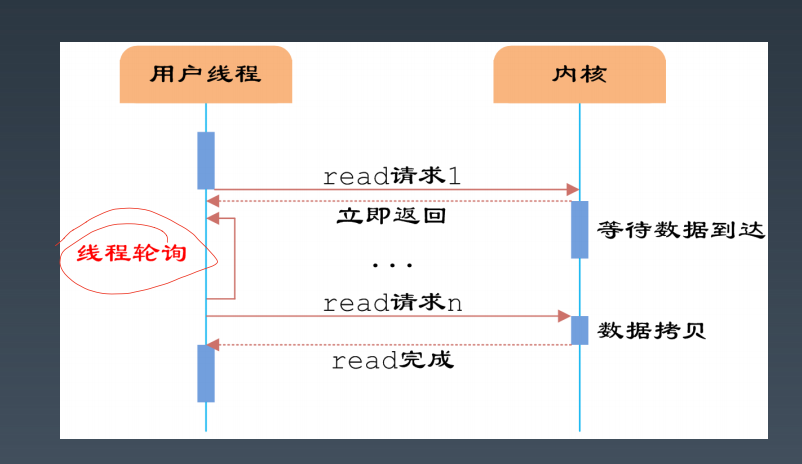 用户线程
内核
read请求1
立即返回
等待数据到达
线程轮询
...
read请求n
数据拷贝
read完成